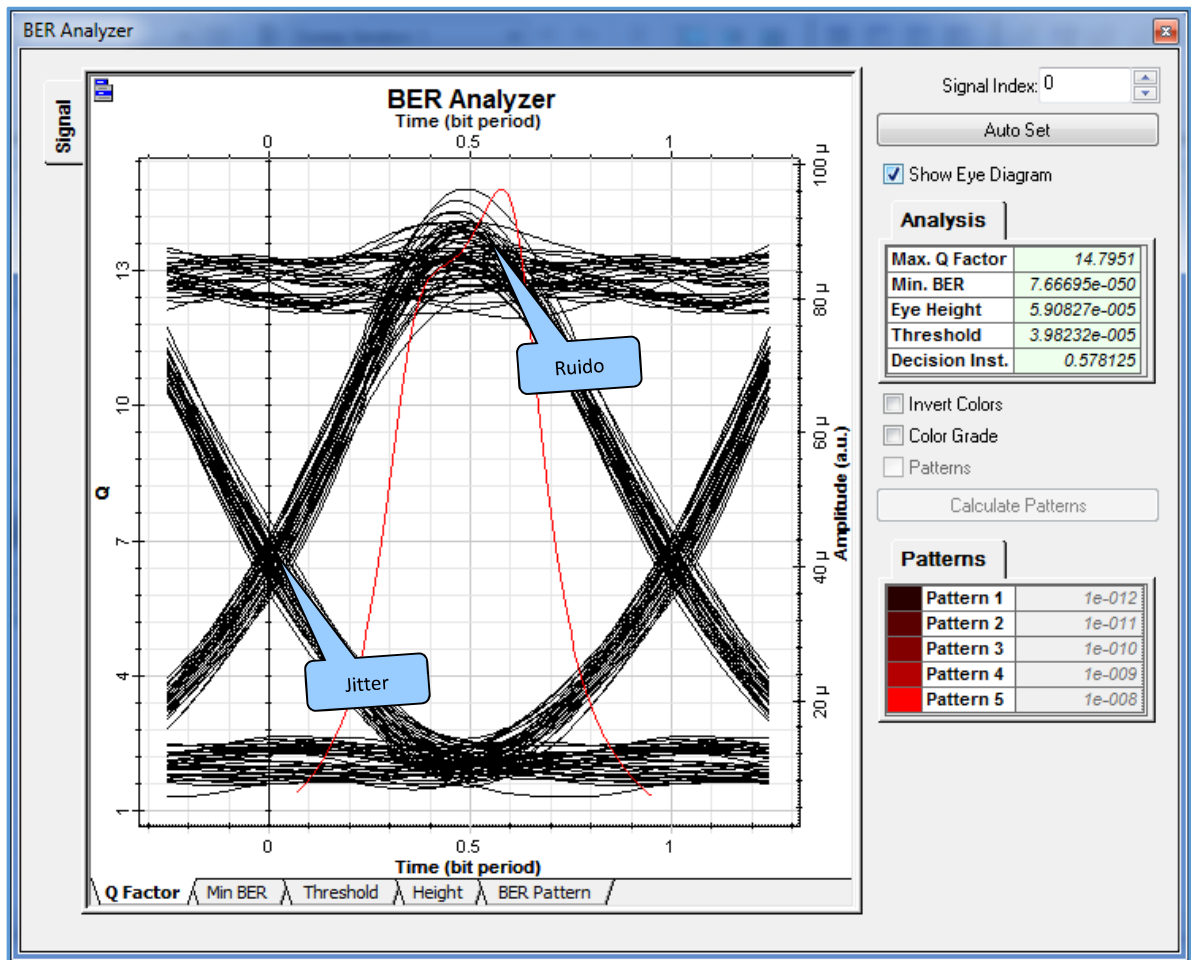 BER Analyzer
Signal
BER Analyzer
Time (bit period)
0 0.5 1
Q
13
10
7
4
1
100 µ
80 µ
60 µ
40 µ
20 µ
Amplitude (a.u.)
Ruido
Jitter
0 0.5 1
Time (bit period)
Q Factor Min BER Threshold Height BER Pattern
Signal Index: 0
Auto Set
Show Eye Diagram
Analysis
Max. Q Factor 14.7951
Min. BER 7.66695e-050
Eye Height 5.90827e-005
Threshold 3.98232e-005
Decision Inst. 0.578125
Invert Colors
Color Grade
Patterns
Calculate Patterns
Patterns
Pattern 1 1e-012
Pattern 2 1e-011
Pattern 3 1e-010
Pattern 4 1e-009
Pattern 5 1e-008